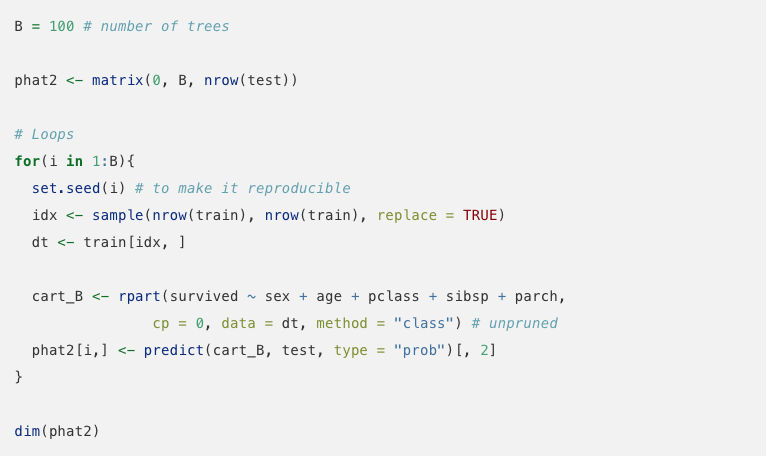 B = 100 # number of trees
phat2 <- matrix(0, B, nrow(test))
# Loops
for(i in 1:B){
  set.seed(i) # to make it reproducible
  idx <- sample(nrow(train), nrow(train), replace = TRUE)
  dt <- train[idx, ]
  cart_B <- rpart(survived ~ sex + age + pclass + sibsp + parch,
                cp = 0, data = dt, method = "class") # unpruned
  phat2[i,] <- predict(cart_B, test, type = "prob")[, 2]
}
dim(phat2)